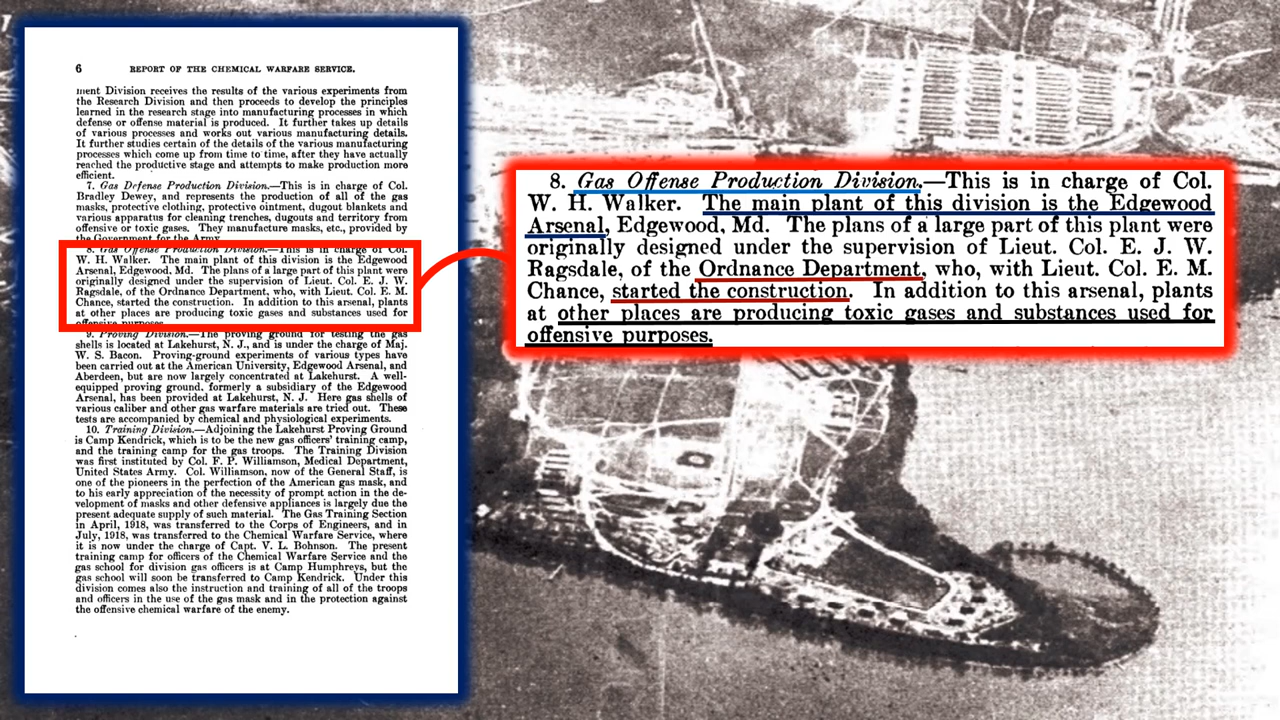 6 REPORT OF THE CHEMICAL WARFARE SERVICE.
ment Division receives the results of the various experiments from
the Research Division and then proceeds to develop the principles
learned in the research stage into manufacturing processes in which
defense or offense material is produced. It further takes up details
of various processes and works out various manufacturing details.
It further studies certain of the details of the various manufacturing
processes which come up from time to time, after they have actually
reached the productive stage and attempts to make production more
efficient.
7. Gas Defense Production Division.—This is in charge of Col.
Bradley Dewey, and represents the production of all of the gas
masks, protective clothing, protective ointment, dugout blankets and
various apparatus for cleaning trenches, dugouts and territory from
offensive or toxic gases. They manufacture masks, etc., provided by
the Government for the Army.
8. Gas Offense Production Division.—This is in charge of Col.
W. H. Walker. The main plant of this division is the Edgewood
Arsenal, Edgewood, Md. The plans of a large part of this plant were
originally designed under the supervision of Lieut. Col. E. J. W.
Ragsdale, of the Ordnance Department, who, with Lieut. Col. E. M.
Chance, started the construction. In addition to this arsenal, plants
at other places are producing toxic gases and substances used for
offensive purposes.
9. Proving Division.—The proving ground for testing the gas
shells is located at Lakehurst, N. J., and is under the charge of Maj.
W. S. Bacon. Proving-ground experiments of various types have
been carried out at the American University, Edgewood Arsenal, and
Aberdeen, but are now largely concentrated at Lakehurst. A well-
equipped proving ground, formerly a subsidiary of the Edgewood
Arsenal, has been provided at Lakehurst, N. J. Here gas shells of
various caliber and other gas warfare materials are tried out. These
tests are accompanied by chemical and physiological experiments.
10. Training Division.—Adjoining the Lakehurst Proving Ground
is Camp Kendrick, which is to be the new gas officers' training camp,
and the training camp for the gas troops. The Training Division
was first instituted by Col. F. P. Williamson, Medical Department,
United States Army. Col. Williamson, now of the General Staff, is
one of the pioneers in the perfection of the American gas mask, and
to his early appreciation of the necessity of prompt action in the de-
velopment of masks and other defensive appliances is largely due the
present adequate supply of such material. The Gas Training Section
in April, 1918, was transferred to the Corps of Engineers, and in
July, 1918, was transferred to the Chemical Warfare Service, where
it is now under the charge of Capt. V. L. Bohnson. The present
training camp for officers of the Chemical Warfare Service and the
gas school for division gas officers is at Camp Humphreys, but the
gas school will soon be transferred to Camp Kendrick. Under this
division comes also the instruction and training of all of the troops
and officers in the use of the gas mask and in the protection against
the offensive chemical warfare of the enemy.
8. Gas Offense Production Division.—This is in charge of Col.
W. H. Walker. The main plant of this division is the Edgewood
Arsenal, Edgewood, Md. The plans of a large part of this plant were
originally designed under the supervision of Lieut. Col. E. J. W.
Ragsdale, of the Ordnance Department, who, with Lieut. Col. E. M.
Chance, started the construction. In addition to this arsenal, plants
at other places are producing toxic gases and substances used for
offensive purposes.